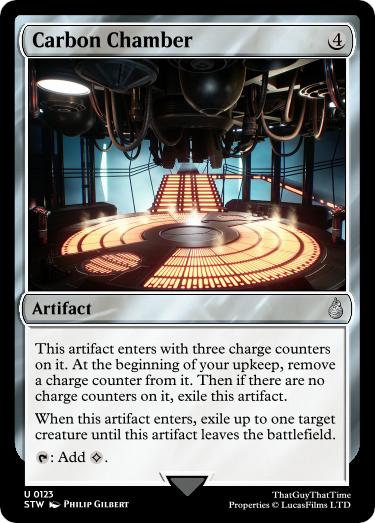 Carbon Chamber 4
Artifact
This artifact enters with three charge counters
on it. At the beginning of your upkeep, remove
a charge counter from it. Then if there are no
charge counters on it, exile this artifact.
When this artifact enters, exile up to one target
creature until this artifact leaves the battlefield.
: Add .
U 0123
STW PHILIP GILBERT
ThatGuyThatTime
Properties © LucasFilms LTD